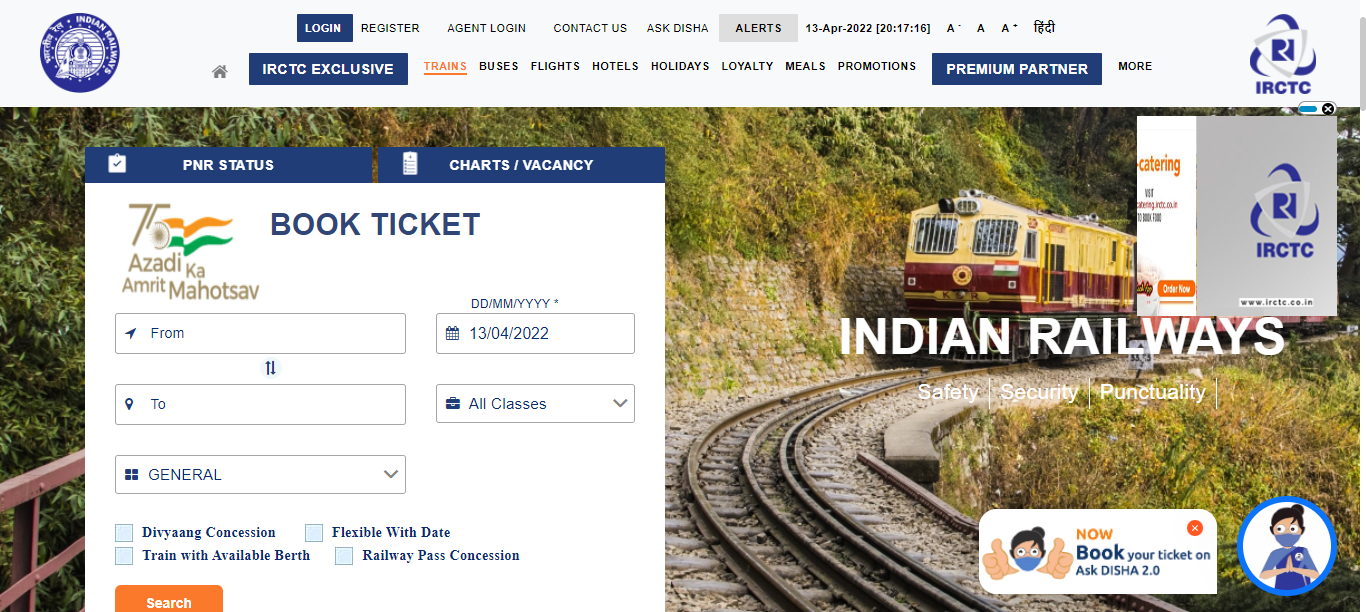 LOGIN REGISTER AGENT LOGIN CONTACT US ASK DISHA ALERTS 13-Apr-2022 [20:17:16] A- A A+ हिंदी
भारतीय रेल INDIAN RAILWAYS
IRCTC EXCLUSIVE TRAINS BUSES FLIGHTS HOTELS HOLIDAYS LOYALTY MEALS PROMOTIONS PREMIUM PARTNER MORE
IRCTC
PNR STATUS CHARTS / VACANCY
75
Azadi Ka
Amrit Mahotsav
BOOK TICKET
DD/MM/YYYY *
From 13/04/2022
To All Classes
GENERAL
Divyaang Concession Flexible With Date
Train with Available Berth Railway Pass Concession
Search
-catering
VISIT
catering.irctc.co.in
TO BOOK FOOD
Order Now
IRCTC
www.irctc.co.in
INDIAN RAILWAYS
Safety Security Punctuality
NOW
Book your ticket on
Ask DISHA 2.0